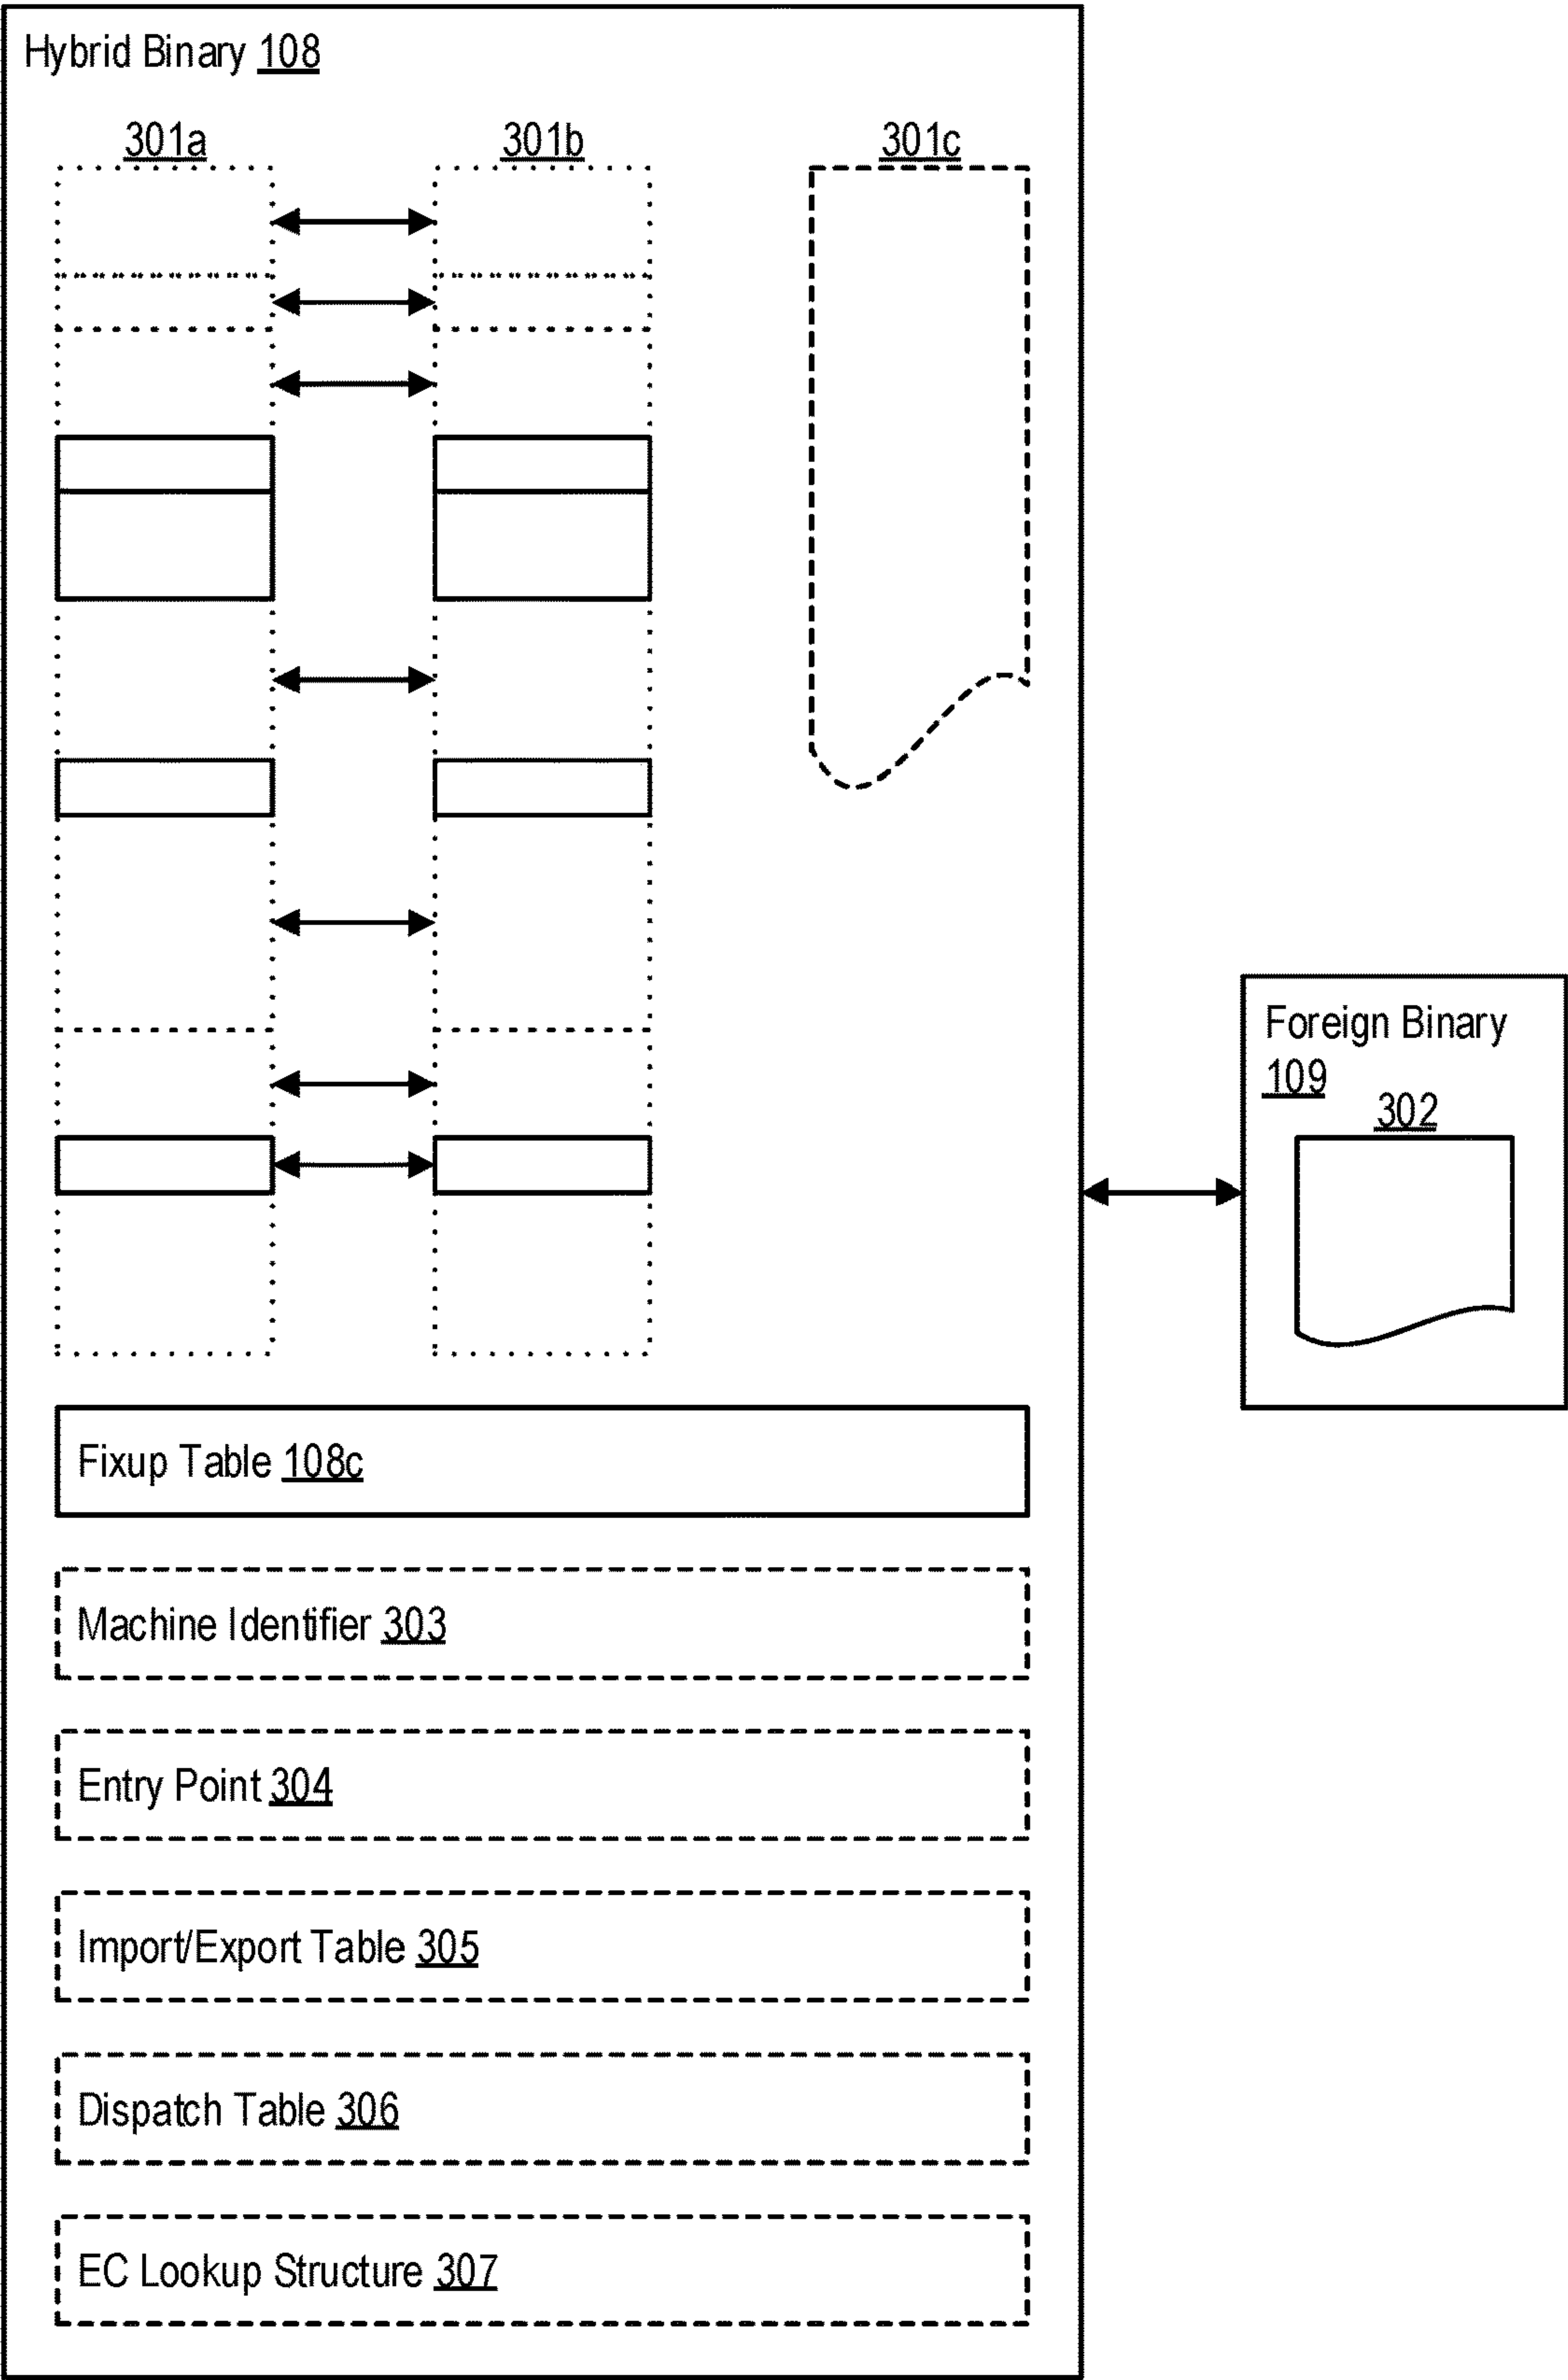 Hybrid Binary 108
301a
301b
301c
Foreign Binary
109
302
Fixup Table 108c
Machine Identifier 303
Entry Point 304
Import/Export Table 305
Dispatch Table 306
EC Lookup Structure 307